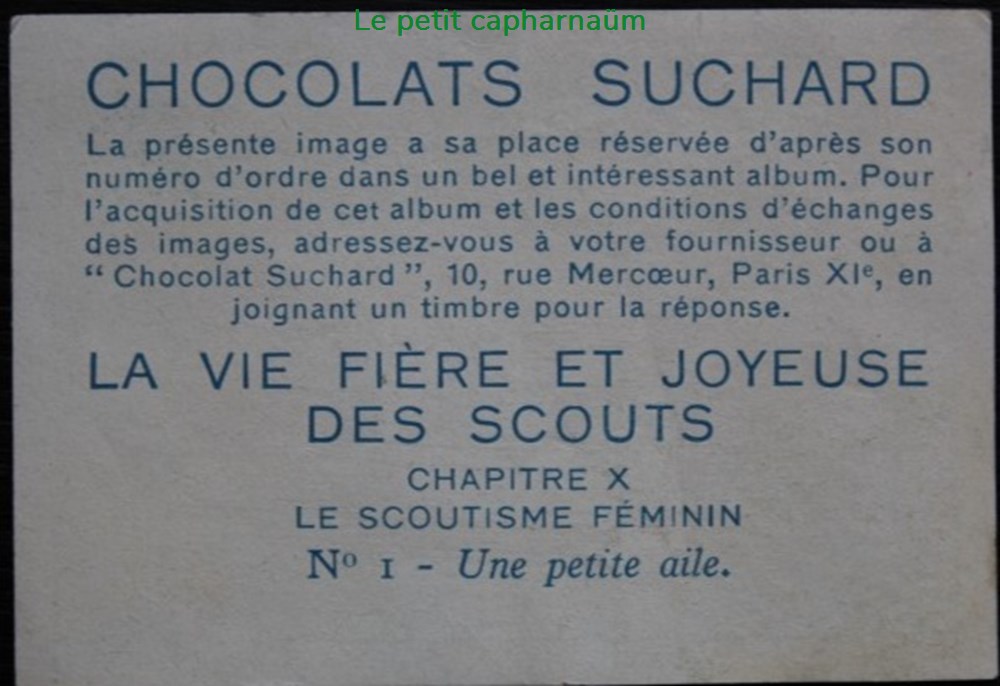 Le petit capharnaüm
CHOCOLATS SUCHARD
La présente image a sa place réservée d'après son
numéro d'ordre dans un bel et intéressant album. Pour
l'acquisition de cet album et les conditions d'échanges
des images, adressez-vous à votre fournisseur ou à
“ Chocolat Suchard ”, 10, rue Mercœur, Paris XIᵉ, en
joignant un timbre pour la réponse.
LA VIE FIÈRE ET JOYEUSE
DES SCOUTS
CHAPITRE X
LE SCOUTISME FÉMININ
Nº 1 - Une petite aile.